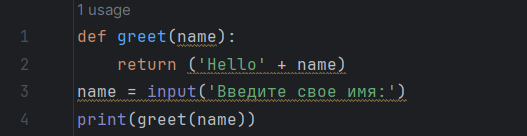 1 usage
1 def greet(name):
2     return ('Hello' + name)
3 name = input('Введите свое имя:')
4 print(greet(name))